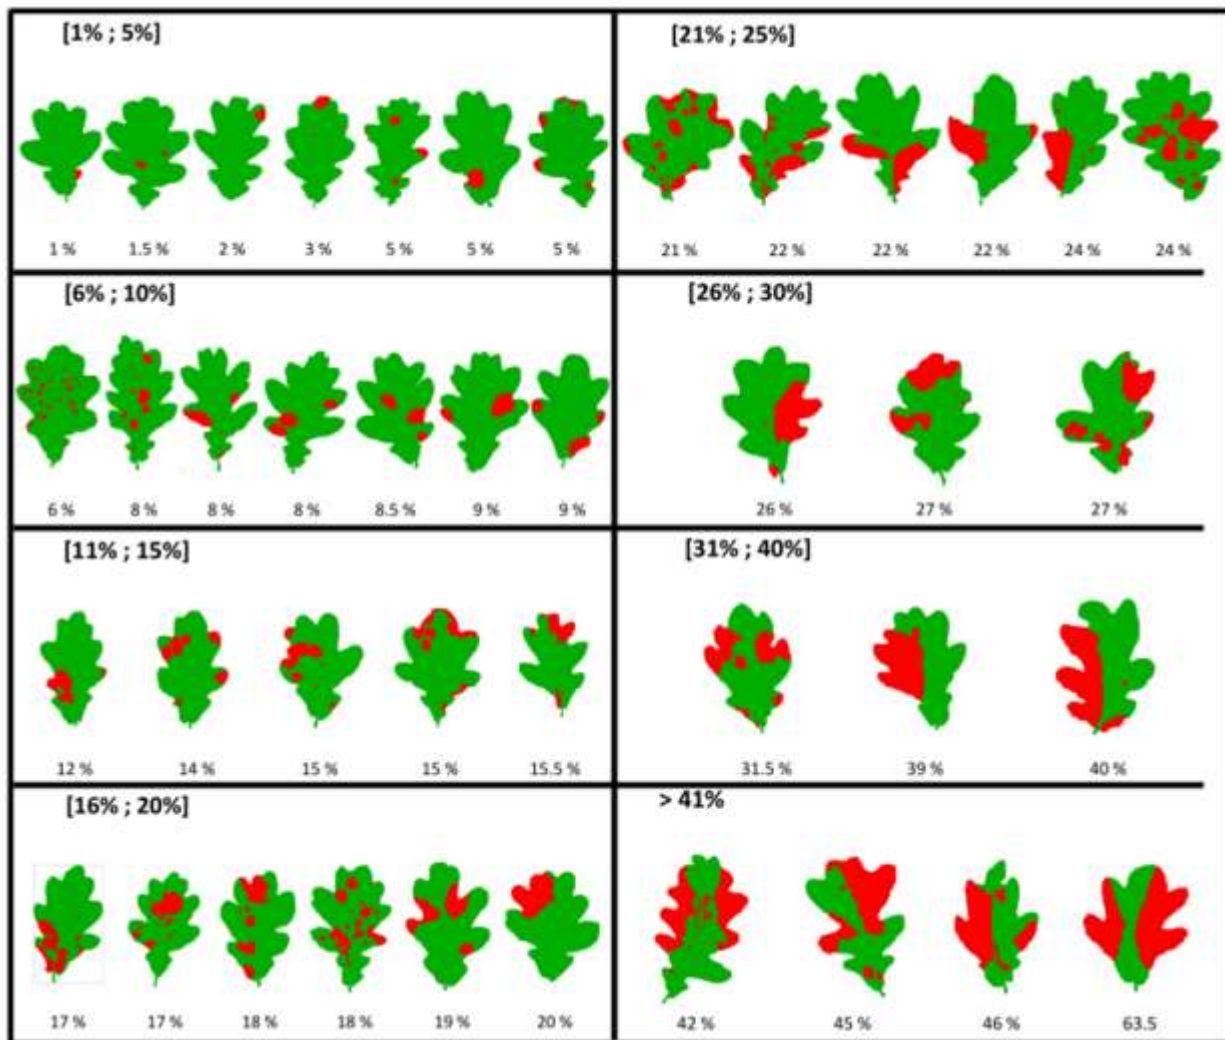 [1% ; 5%]
1 % 1.5 % 2 % 3 % 5 % 5 % 5 %
[6% ; 10%]
6 % 8 % 8 % 8 % 8.5 % 9 % 9 %
[11% ; 15%]
12 % 14 % 15 % 15 % 15.5 %
[16% ; 20%]
17 % 17 % 18 % 18 % 19 % 20 %
[21% ; 25%]
21 % 22 % 22 % 22 % 24 % 24 %
[26% ; 30%]
26 % 27 % 27 %
[31% ; 40%]
31.5 % 39 % 40 %
> 41%
42 % 45 % 46 % 63.5